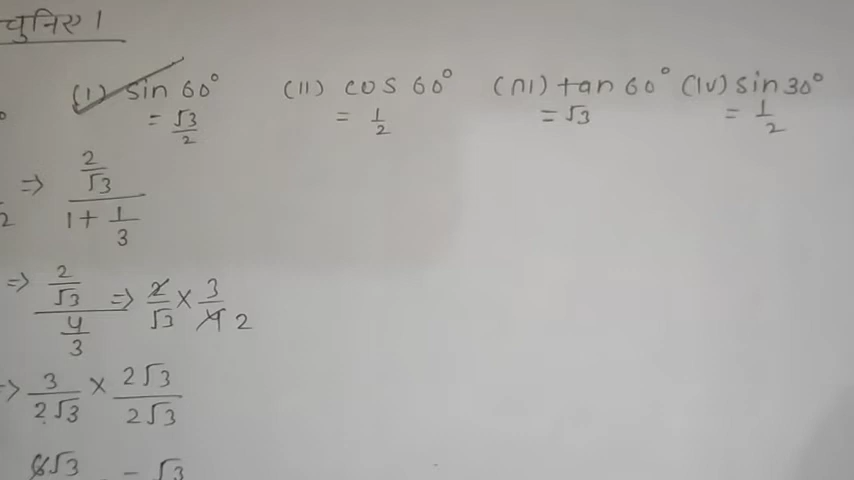 चुनिए।
(I) sin 60° (II) cos 60° (III) tan 60° (IV) sin 30°
= √3/2 = 1/2 = √3 = 1/2
⇒ (2/√3)/(1 + 1/3)
⇒ (2/√3)/(4/3) ⇒ 2/√3 × 3/4 2
⇒ 3/2√3 × 2√3/2√3
6√3 = √3